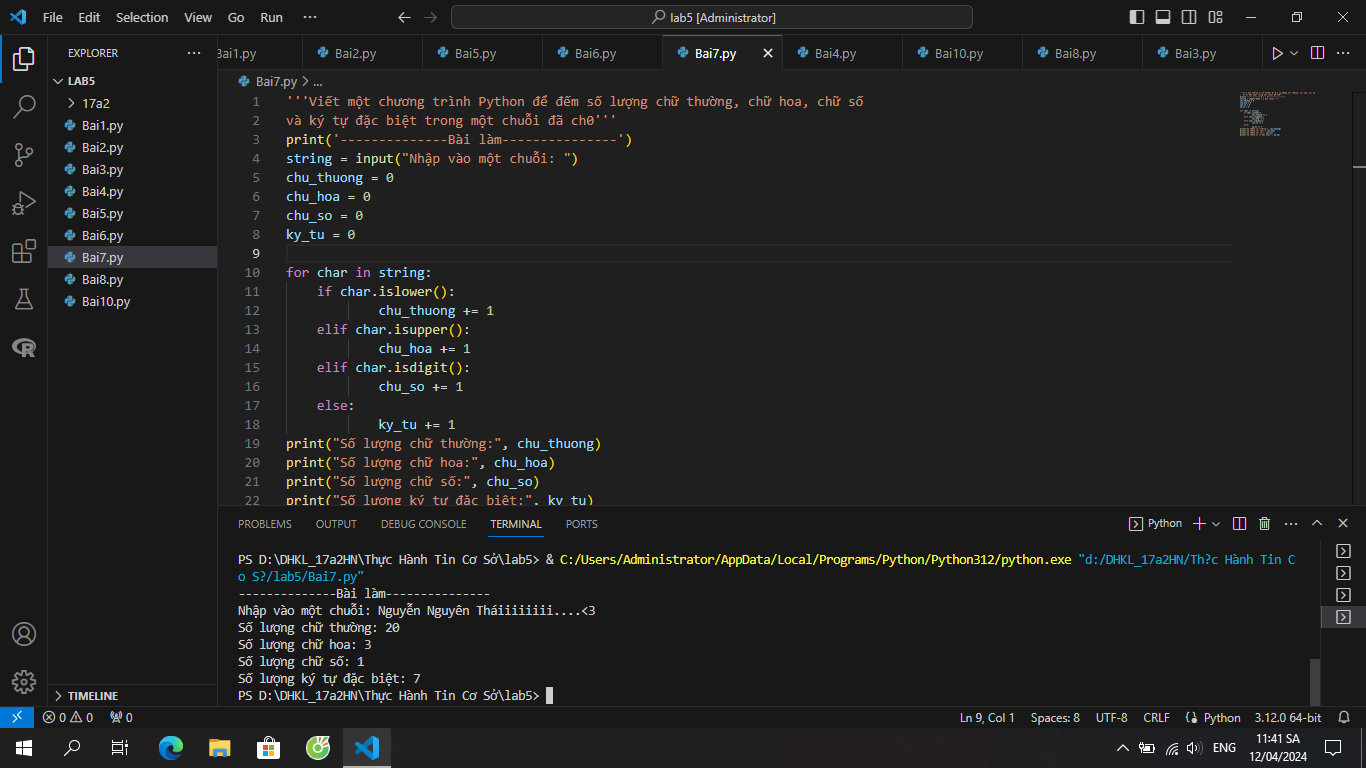 File Edit Selection View Go Run ··· lab5 [Administrator]
EXPLORER ···
Bai1.py Bai2.py Bai5.py Bai6.py Bai7.py Bai4.py Bai10.py Bai8.py Bai3.py ···
LAB5
17a2
Bai1.py
Bai2.py
Bai3.py
Bai4.py
Bai5.py
Bai6.py
Bai7.py
Bai8.py
Bai10.py
TIMELINE
Bai7.py > ...
1 '''Viết một chương trình Python để đếm số lượng chữ thường, chữ hoa, chữ số
2 và ký tự đặc biệt trong một chuỗi đã ch0'''
3 print('--------------Bài làm---------------')
4 string = input("Nhập vào một chuỗi: ")
5 chu_thuong = 0
6 chu_hoa = 0
7 chu_so = 0
8 ky_tu = 0
9
10 for char in string:
11 if char.islower():
12 chu_thuong += 1
13 elif char.isupper():
14 chu_hoa += 1
15 elif char.isdigit():
16 chu_so += 1
17 else:
18 ky_tu += 1
19 print("Số lượng chữ thường:", chu_thuong)
20 print("Số lượng chữ hoa:", chu_hoa)
21 print("Số lượng chữ số:", chu_so)
22 print("Số lượng ký tự đặc biệt:", ky_tu)
PROBLEMS OUTPUT DEBUG CONSOLE TERMINAL PORTS Python ···
PS D:\DHKL_17a2HN\Thực Hành Tin Cơ Sở\lab5> & C:/Users/Administrator/AppData/Local/Programs/Python/Python312/python.exe "d:/DHKL_17a2HN/Th?c Hành Tin C
o S?/lab5/Bai7.py"
--------------Bài làm---------------
Nhập vào một chuỗi: Nguyễn Nguyên Tháiiiiiiii....<3
Số lượng chữ thường: 20
Số lượng chữ hoa: 3
Số lượng chữ số: 1
Số lượng ký tự đặc biệt: 7
PS D:\DHKL_17a2HN\Thực Hành Tin Cơ Sở\lab5>
0 0 0 Ln 9, Col 1 Spaces: 8 UTF-8 CRLF Python 3.12.0 64-bit
ENG 11:41 SA
12/04/2024